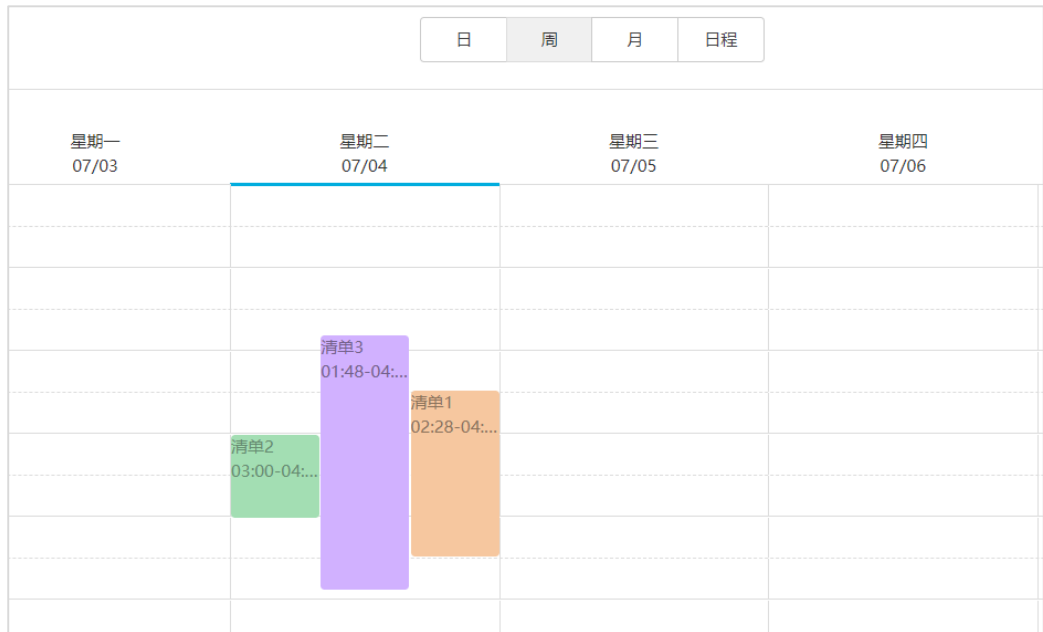 日 周 月 日程
星期一 星期二 星期三 星期四
07/03 07/04 07/05 07/06
清单3
01:48-04:...
清单1
02:28-04:...
清单2
03:00-04:...